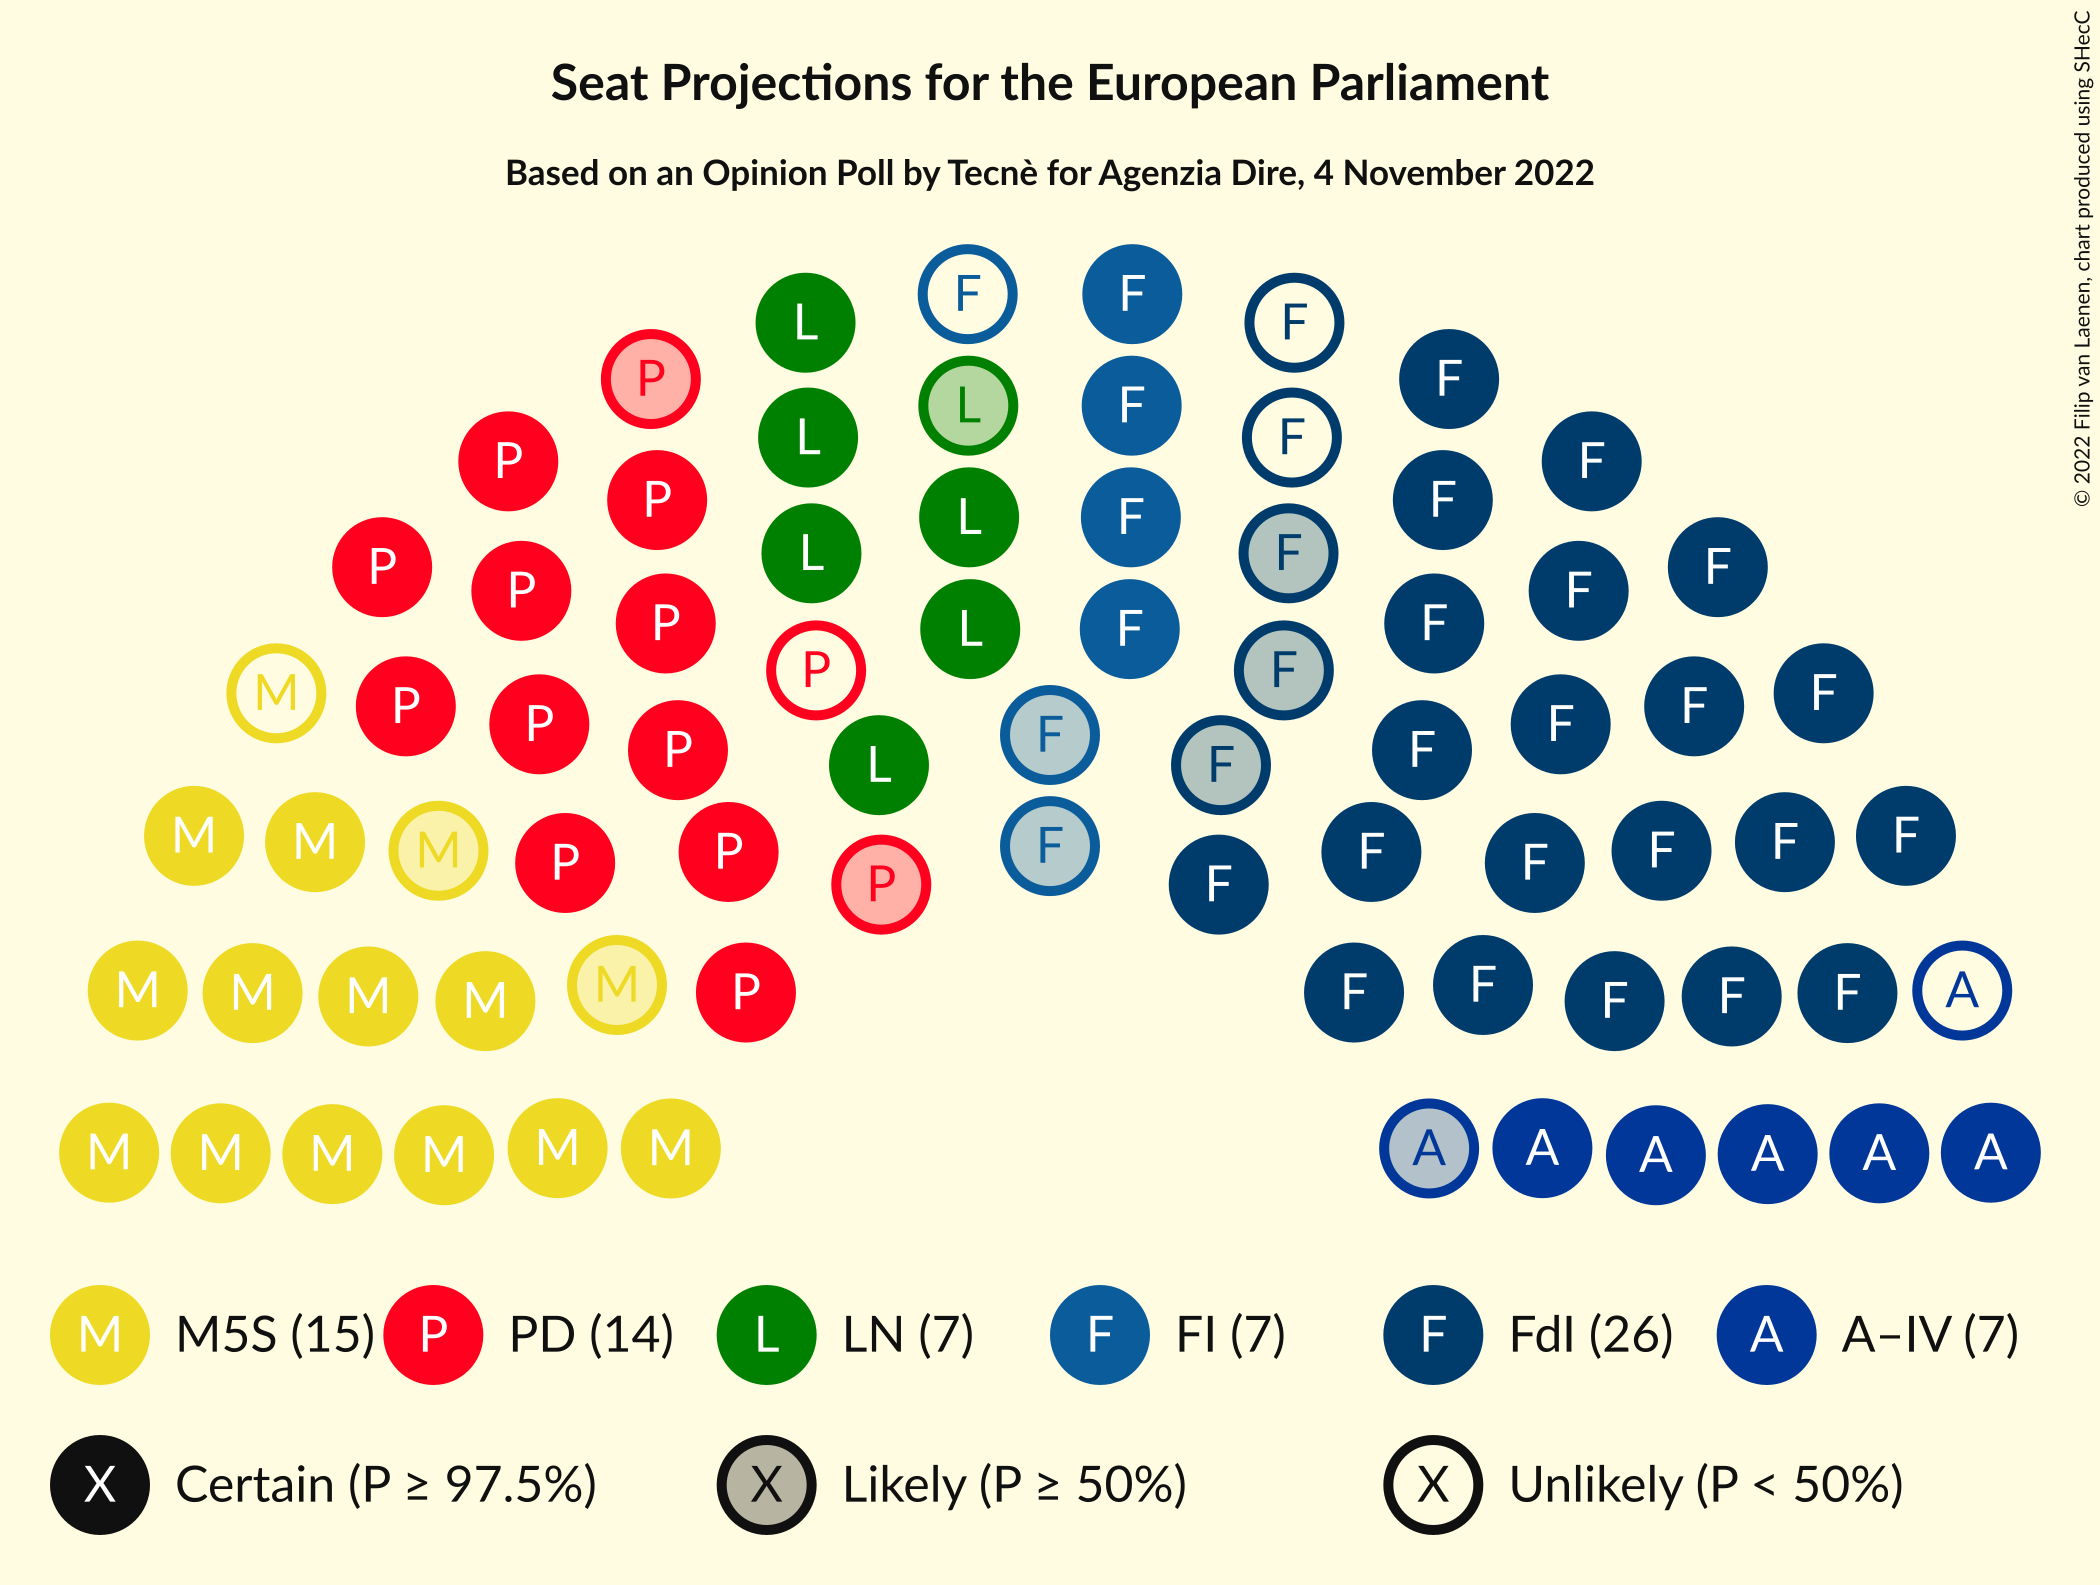 Seat Projections for the European Parliament
Based on an Opinion Poll by Tecnè for Agenzia Dire, 4 November 2022
© 2022 Filip van Laenen, chart produced using SHecC
F F
L F
P F
L F
L F
P F
P F
L F
P F
P F
L F
P F
P F
L F
P F
L F
P F
M F
P F
P F
P F
F
L F
M F
M F
M F
P F
P F
F
P F
M F
P F
M A
M F
M F
M F
M A
M A
M A
M A
M A
M A
M M5S (15) P PD (14) L LN (7) F FI (7) F FdI (26) A A–IV (7)
X Certain (P ≥ 97.5%) X Likely (P ≥ 50%) X Unlikely (P < 50%)